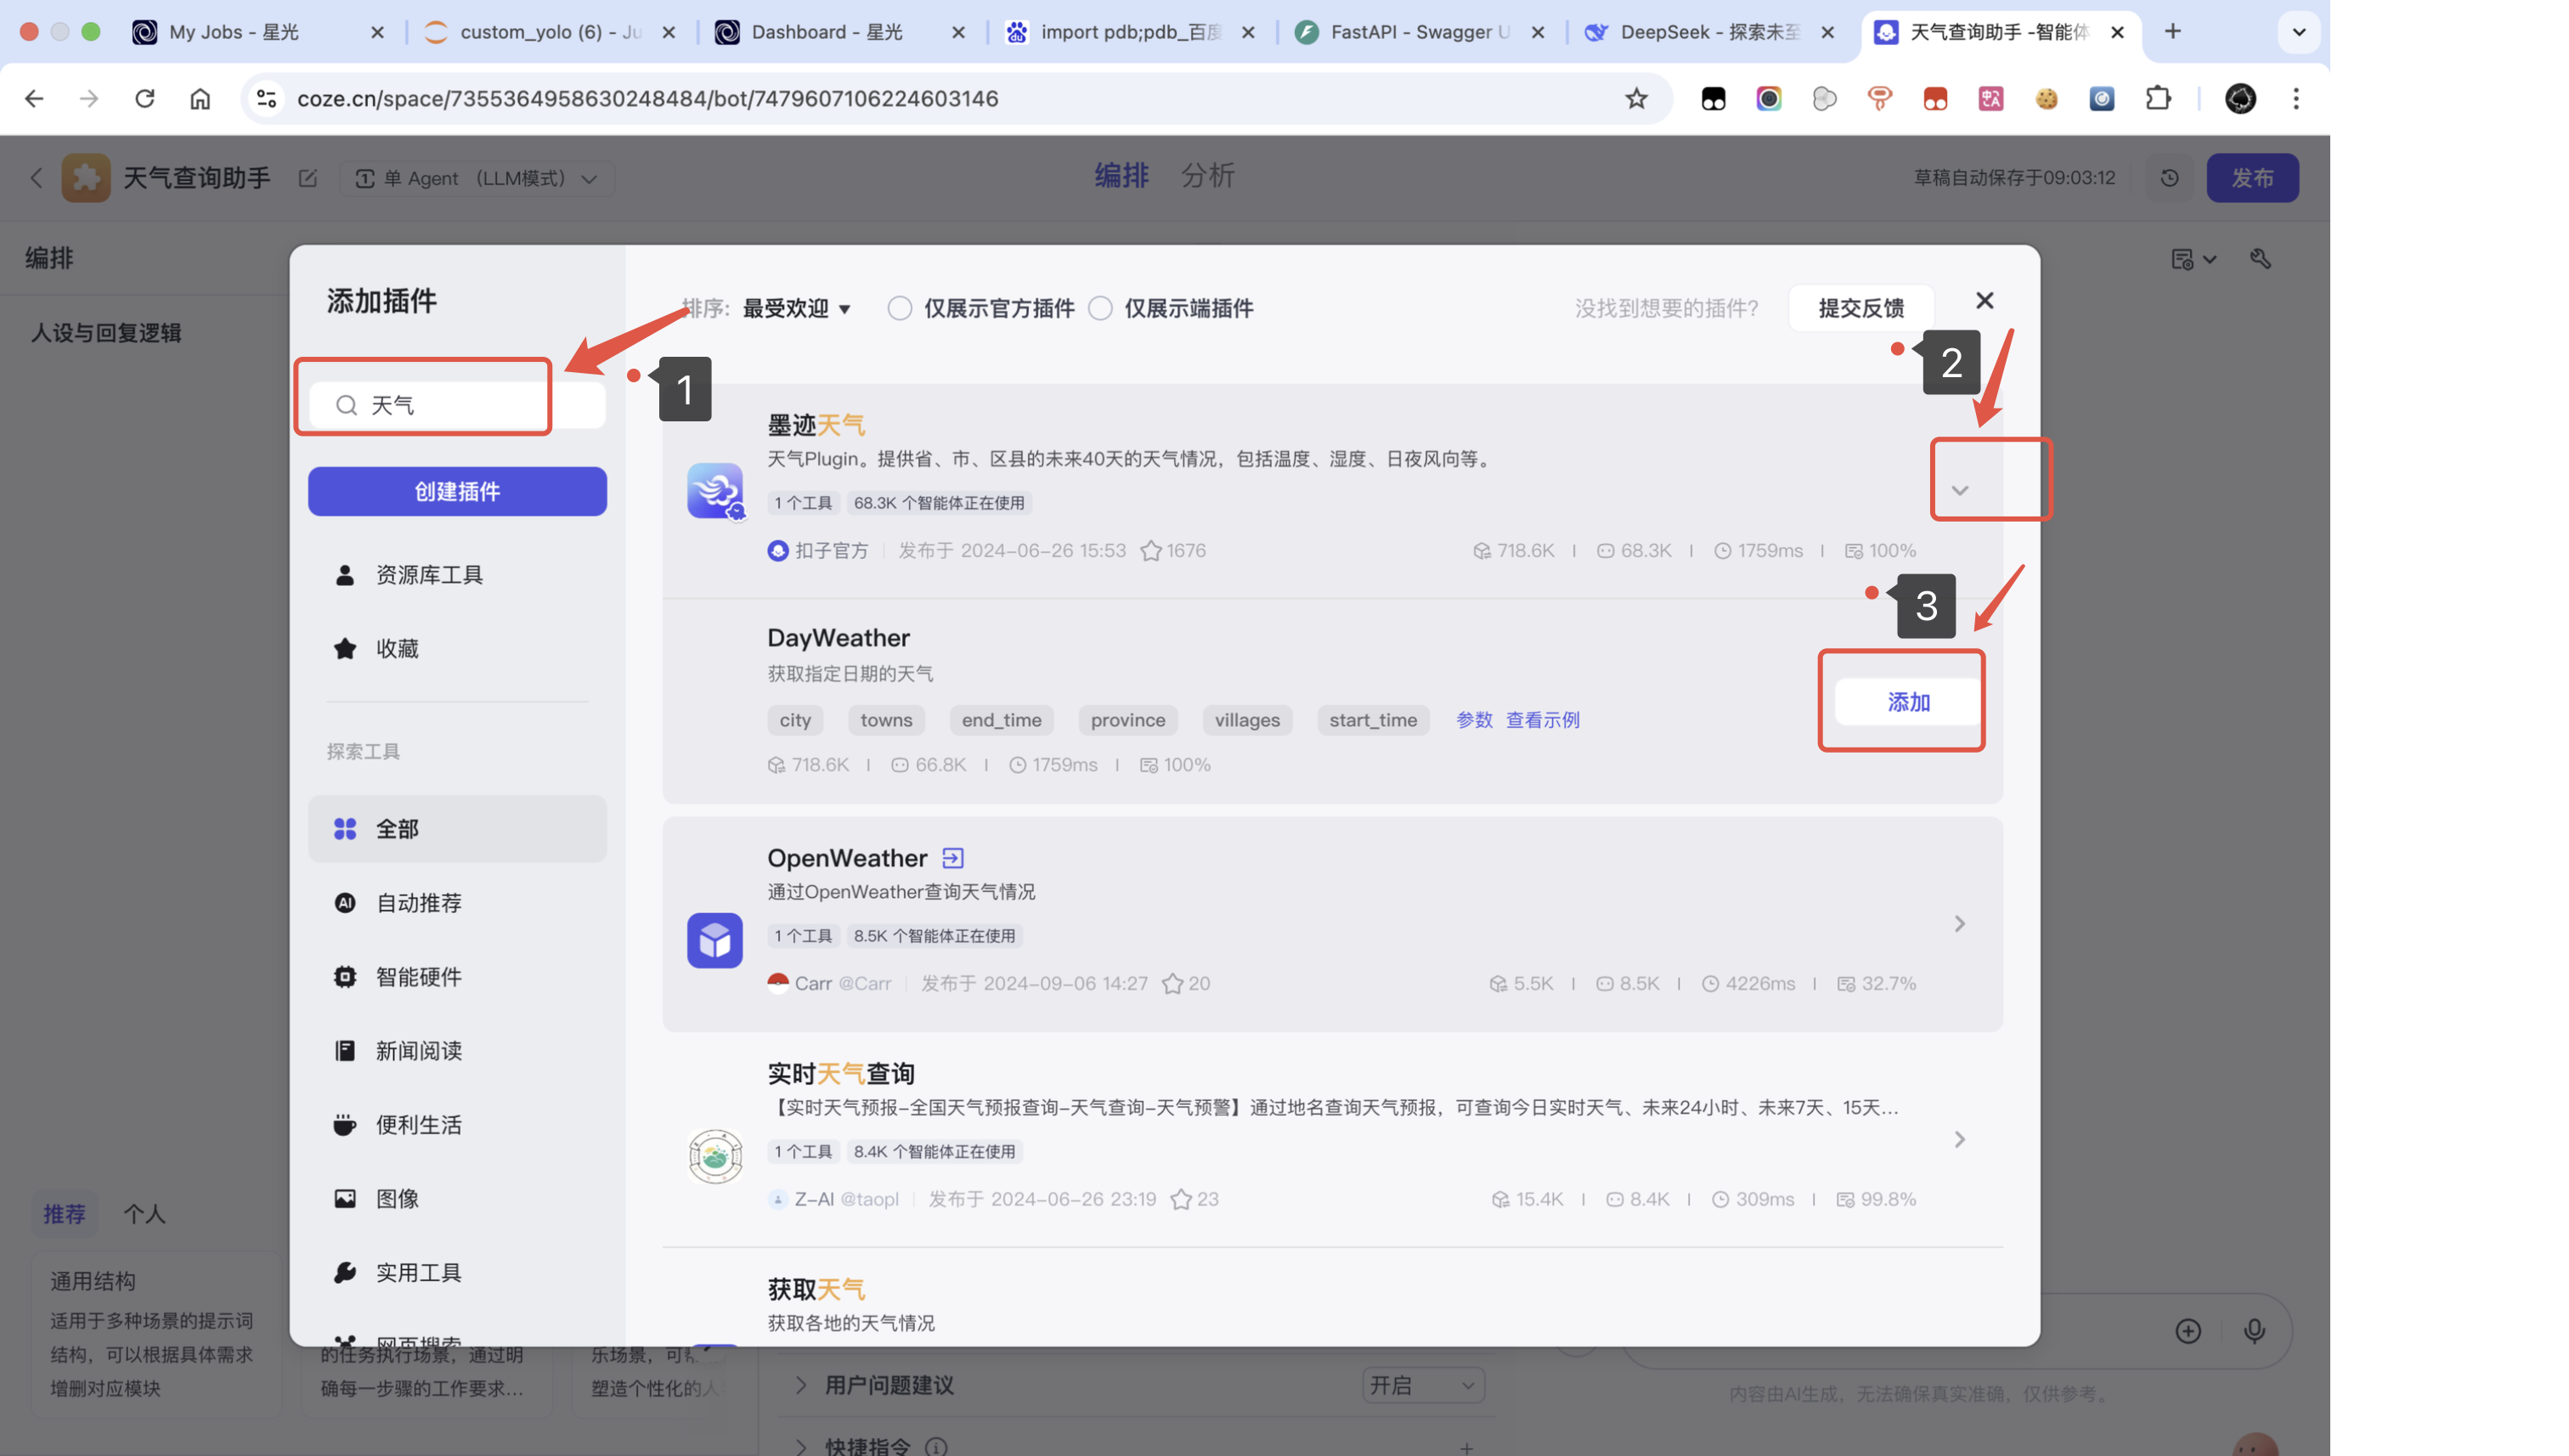 My Jobs - 星光
custom_yolo (6) - Ju
Dashboard - 星光
import pdb;pdb_百度
FastAPI - Swagger U
DeepSeek - 探索未至
天气查询助手 -智能体
coze.cn/space/7355364958630248484/bot/7479607106224603146
天气查询助手
单 Agent （LLM模式）
编排
分析
草稿自动保存于09:03:12
发布
编排
人设与回复逻辑
添加插件
排序:
最受欢迎
仅展示官方插件
仅展示端插件
没找到想要的插件?
提交反馈
1
2
3
天气
创建插件
资源库工具
收藏
探索工具
全部
自动推荐
智能硬件
新闻阅读
便利生活
图像
实用工具
网页搜索
墨迹天气
天气Plugin。提供省、市、区县的未来40天的天气情况，包括温度、湿度、日夜风向等。
1 个工具
68.3K 个智能体正在使用
扣子官方
发布于 2024-06-26 15:53
1676
718.6K
68.3K
1759ms
100%
DayWeather
获取指定日期的天气
city
towns
end_time
province
villages
start_time
参数
查看示例
添加
718.6K
66.8K
1759ms
100%
OpenWeather
通过OpenWeather查询天气情况
1 个工具
8.5K 个智能体正在使用
Carr @Carr
发布于 2024-09-06 14:27
20
5.5K
8.5K
4226ms
32.7%
实时天气查询
【实时天气预报-全国天气预报查询-天气查询-天气预警】通过地名查询天气预报，可查询今日实时天气、未来24小时、未来7天、15天...
1 个工具
8.4K 个智能体正在使用
Z-AI @taopl
发布于 2024-06-26 23:19
23
15.4K
8.4K
309ms
99.8%
获取天气
获取各地的天气情况
推荐
个人
通用结构
适用于多种场景的提示词
结构，可以根据具体需求
增删对应模块
的任务执行场景，通过明
确每一步骤的工作要求...
乐场景，可
塑造个性化的人
用户问题建议
开启
快捷指令
内容由AI生成，无法确保真实准确，仅供参考。